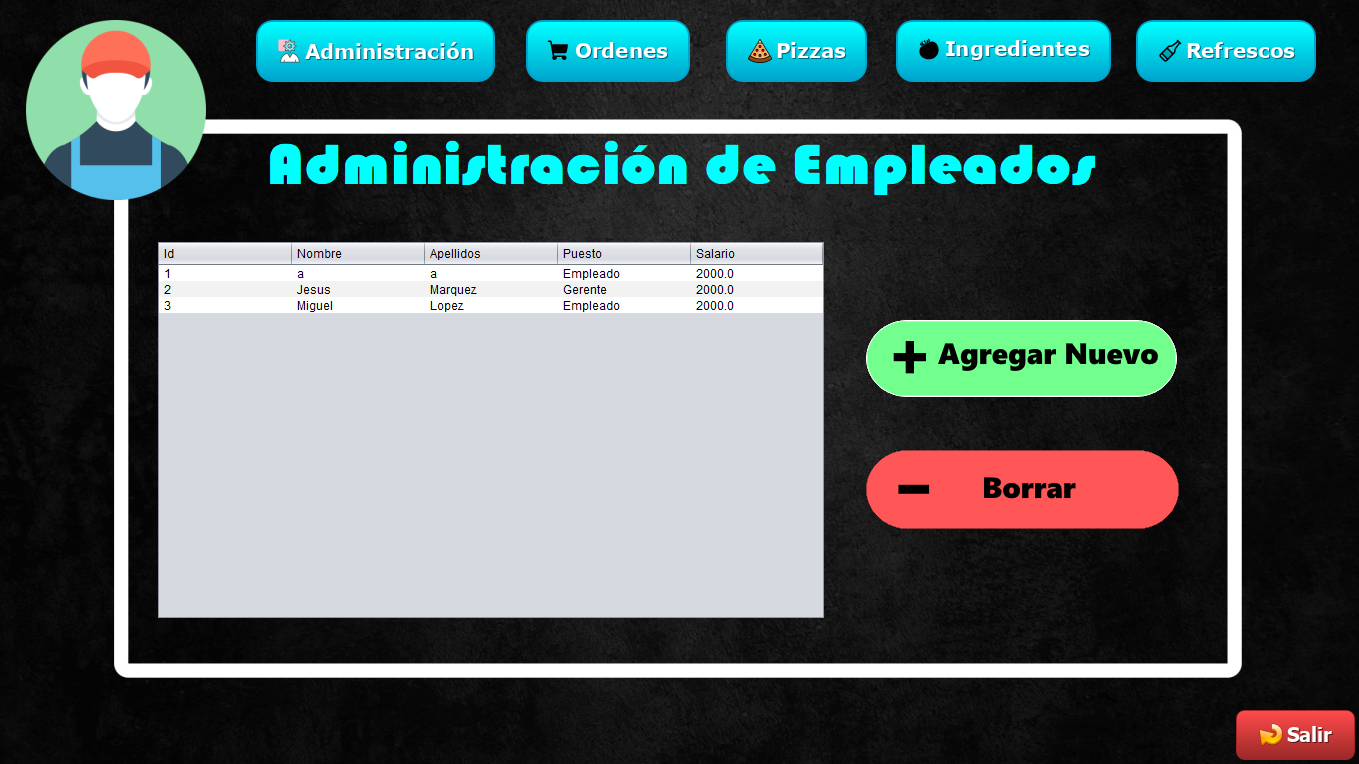 Administración Ordenes Pizzas Ingredientes Refrescos
Administración de Empleados
Id Nombre Apellidos Puesto Salario
1 a a Empleado 2000.0
2 Jesus Marquez Gerente 2000.0
3 Miguel Lopez Empleado 2000.0
Agregar Nuevo
Borrar
Salir